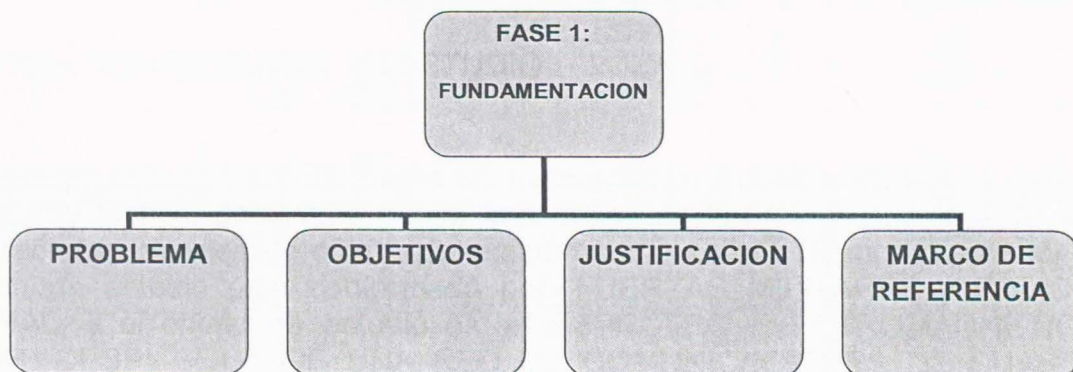 FASE 1:
FUNDAMENTACION
PROBLEMA
OBJETIVOS
JUSTIFICACION
MARCO DE
REFERENCIA